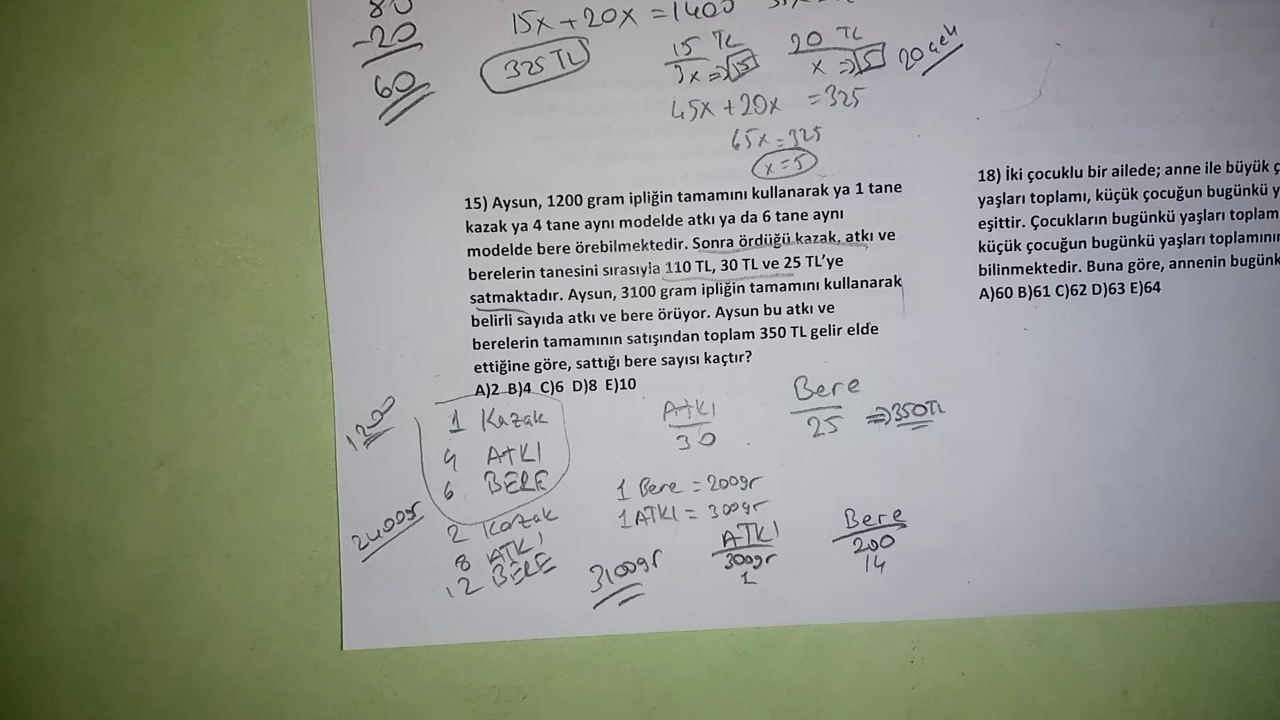 80
-20
60
15x + 20x = 1400
325 TL
15 TL
3x ⇒ 15
20 TL
x ⇒ 5
20 adet
45x + 20x = 325
65x = 325
x = 5
15) Aysun, 1200 gram ipliğin tamamını kullanarak ya 1 tane
kazak ya 4 tane aynı modelde atkı ya da 6 tane aynı
modelde bere örebilmektedir. Sonra ördüğü kazak, atkı ve
berelerin tanesini sırasıyla 110 TL, 30 TL ve 25 TL’ye
satmaktadır. Aysun, 3100 gram ipliğin tamamını kullanarak
belirli sayıda atkı ve bere örüyor. Aysun bu atkı ve
berelerin tamamının satışından toplam 350 TL gelir elde
ettiğine göre, sattığı bere sayısı kaçtır?
A)2 B)4 C)6 D)8 E)10
1200
1 Kazak
4 ATKI
6 BERE
2400gr
2 Kazak
8 ATKI
12 BERE
ATKI
30
Bere
25
⇒ 350TL
1 Bere = 200gr
1 ATKI = 300gr
3100gr
ATKI
300gr
1
Bere
200
14
18) İki çocuklu bir ailede; anne ile büyük ç
yaşları toplamı, küçük çocuğun bugünkü y
eşittir. Çocukların bugünkü yaşları toplam
küçük çocuğun bugünkü yaşları toplamının
bilinmektedir. Buna göre, annenin bugünk
A)60 B)61 C)62 D)63 E)64